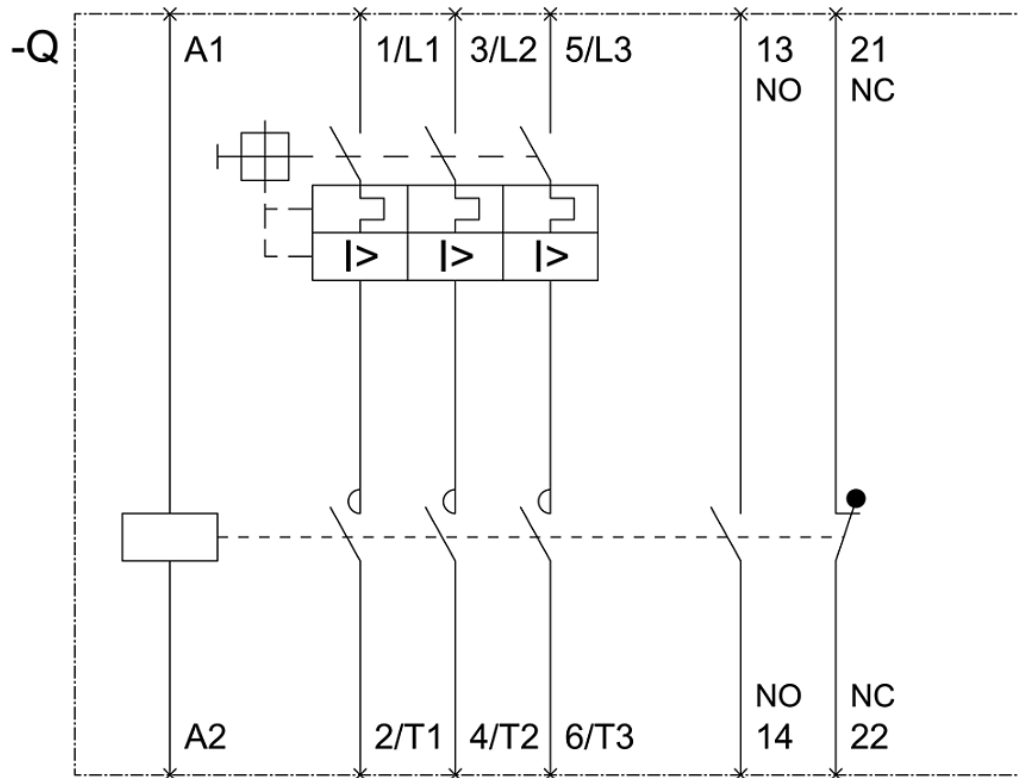 -Q
A1 1/L1 3/L2 5/L3 13 21
NO NC
I> I> I>
NO NC
A2 2/T1 4/T2 6/T3 14 22